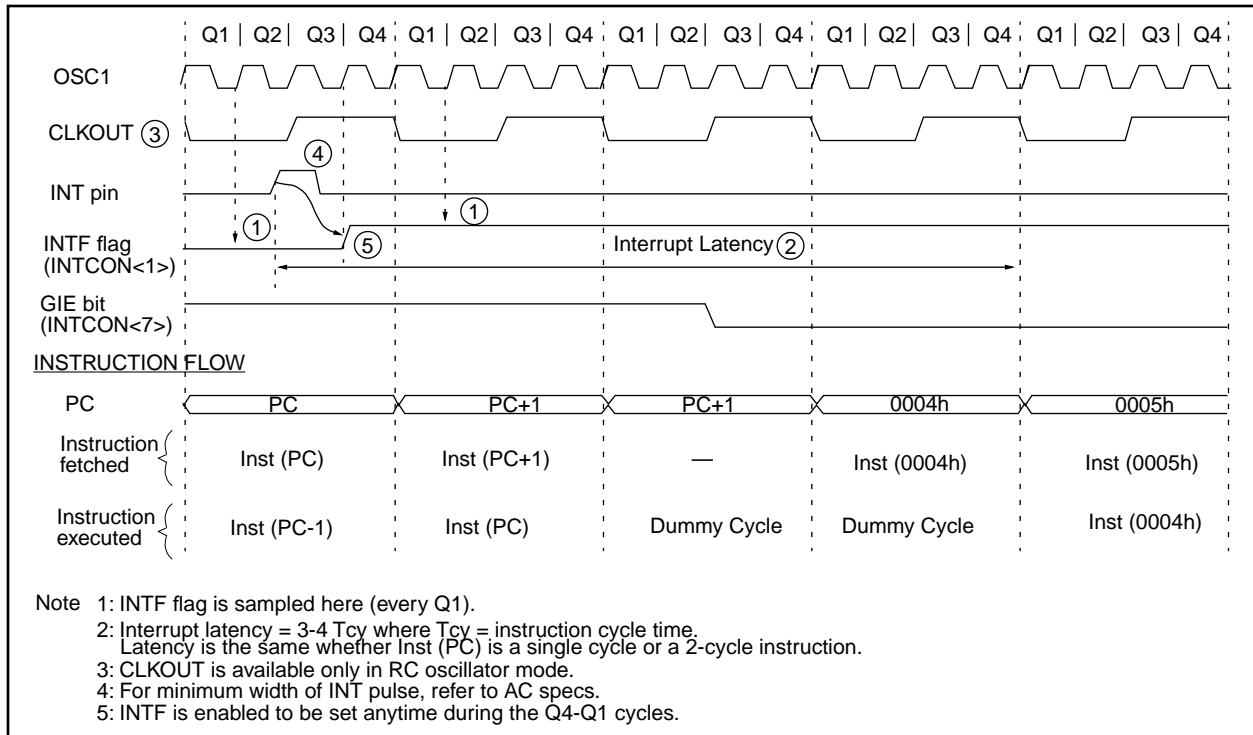 Q1 | Q2 | Q3 | Q4 Q1 | Q2 | Q3 | Q4 Q1 | Q2 | Q3 | Q4 Q1 | Q2 | Q3 | Q4 Q1 | Q2 | Q3 | Q4
OSC1
CLKOUT 3
4
INT pin
1 1
INTF flag
(INTCON<1>)
5
Interrupt Latency 2
GIE bit
(INTCON<7>)
INSTRUCTION FLOW
PC PC PC+1 PC+1 0004h 0005h
Instruction
fetched
Inst (PC) Inst (PC+1) — Inst (0004h) Inst (0005h)
Instruction
executed
Inst (PC-1) Inst (PC) Dummy Cycle Dummy Cycle Inst (0004h)
Note 1: INTF flag is sampled here (every Q1).
2: Interrupt latency = 3-4 Tcy where Tcy = instruction cycle time.
Latency is the same whether Inst (PC) is a single cycle or a 2-cycle instruction.
3: CLKOUT is available only in RC oscillator mode.
4: For minimum width of INT pulse, refer to AC specs.
5: INTF is enabled to be set anytime during the Q4-Q1 cycles.